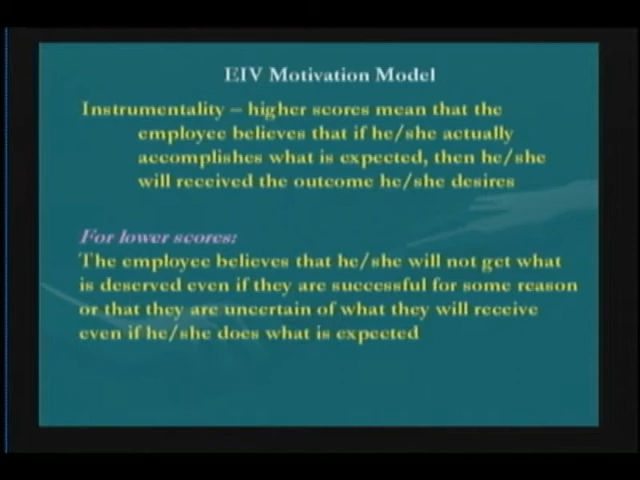 EIV Motivation Model
Instrumentality – higher scores mean that the
employee believes that if he/she actually
accomplishes what is expected, then he/she
will received the outcome he/she desires
For lower scores:
The employee believes that he/she will not get what
is deserved even if they are successful for some reason
or that they are uncertain of what they will receive
even if he/she does what is expected